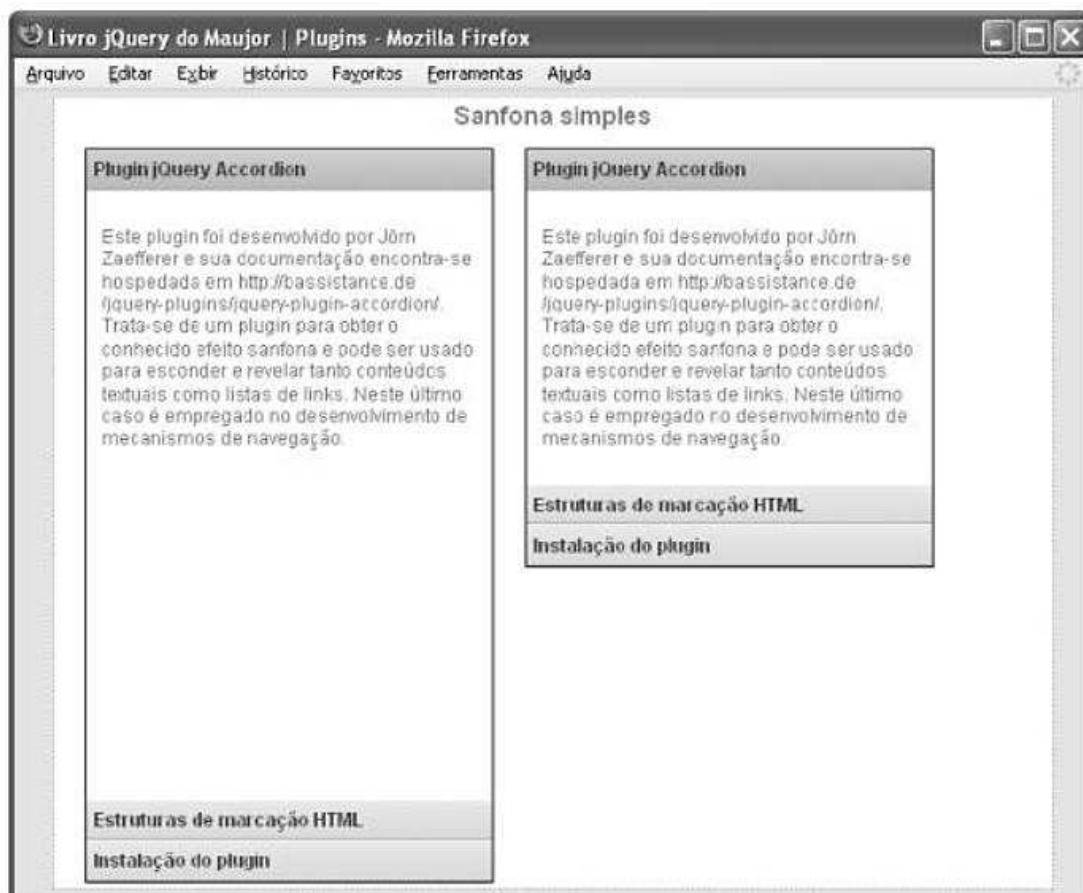 Livro jQuery do Maujor | Plugins - Mozilla Firefox
Arquivo Editar Exibir Histórico Favoritos Ferramentas Ajuda
Sanfona simples
Plugin jQuery Accordion
Este plugin foi desenvolvido por Jörn
Zaefferer e sua documentação encontra-se
hospedada em http://bassistance.de
/jquery-plugins/jquery-plugin-accordion/.
Trata-se de um plugin para obter o
conhecido efeito sanfona e pode ser usado
para esconder e revelar tanto conteúdos
textuais como listas de links. Neste último
caso é empregado no desenvolvimento de
mecanismos de navegação.
Estruturas de marcação HTML
Instalação do plugin
Plugin jQuery Accordion
Este plugin foi desenvolvido por Jörn
Zaefferer e sua documentação encontra-se
hospedada em http://bassistance.de
/jquery-plugins/jquery-plugin-accordion/.
Trata-se de um plugin para obter o
conhecido efeito sanfona e pode ser usado
para esconder e revelar tanto conteúdos
textuais como listas de links. Neste último
caso é empregado no desenvolvimento de
mecanismos de navegação.
Estruturas de marcação HTML
Instalação do plugin